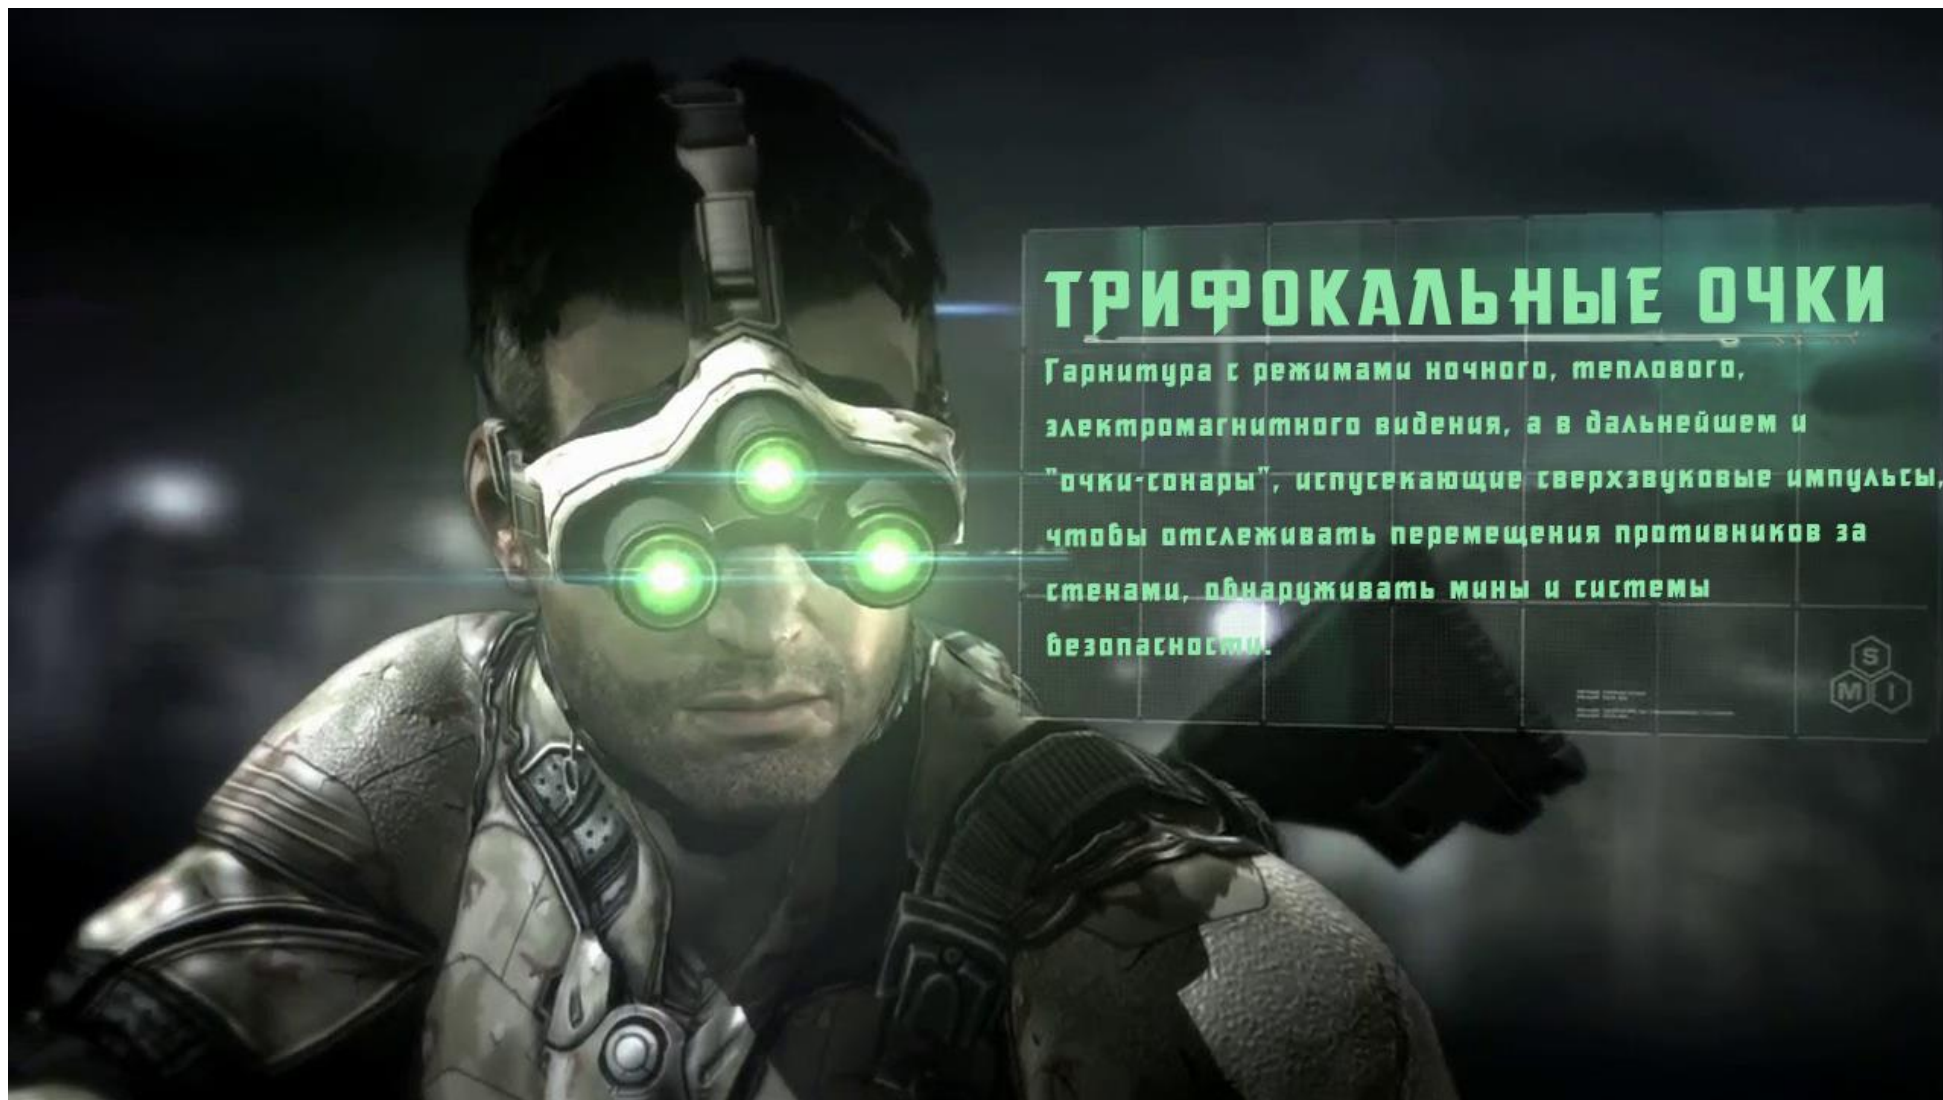 ТРИФОКАЛЬНЫЕ ОЧКИ
Гарнитура с режимами ночного, теплового,
электромагнитного видения, а в дальнейшем и
"очки-сонары", испусекающие сверхзвуковые импульсы,
чтобы отслеживать перемещения противников за
стенами, обнаруживать мины и системы
безопасности.
S
M I